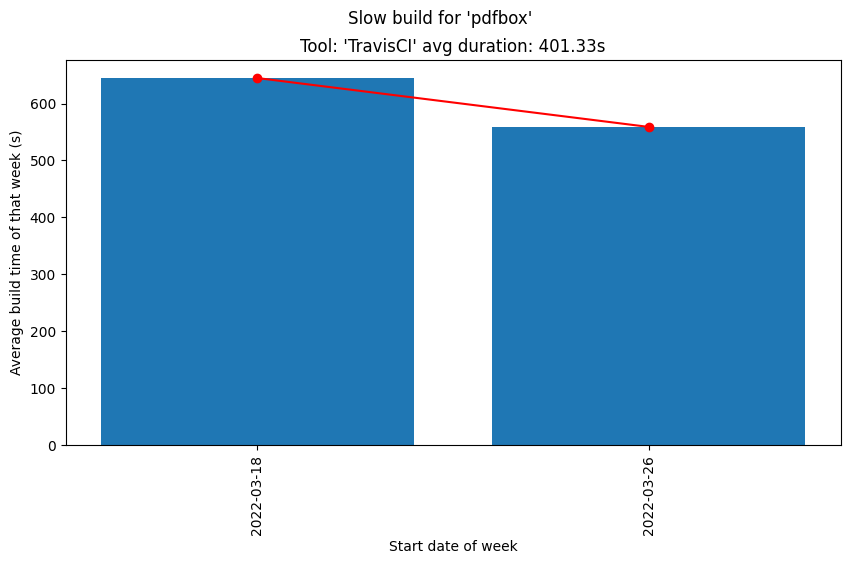 Slow build for 'pdfbox'
Tool: 'TravisCI' avg duration: 401.33s
Average build time of that week (s)
600
500
400
300
200
100
0
2022-03-18
2022-03-26
Start date of week